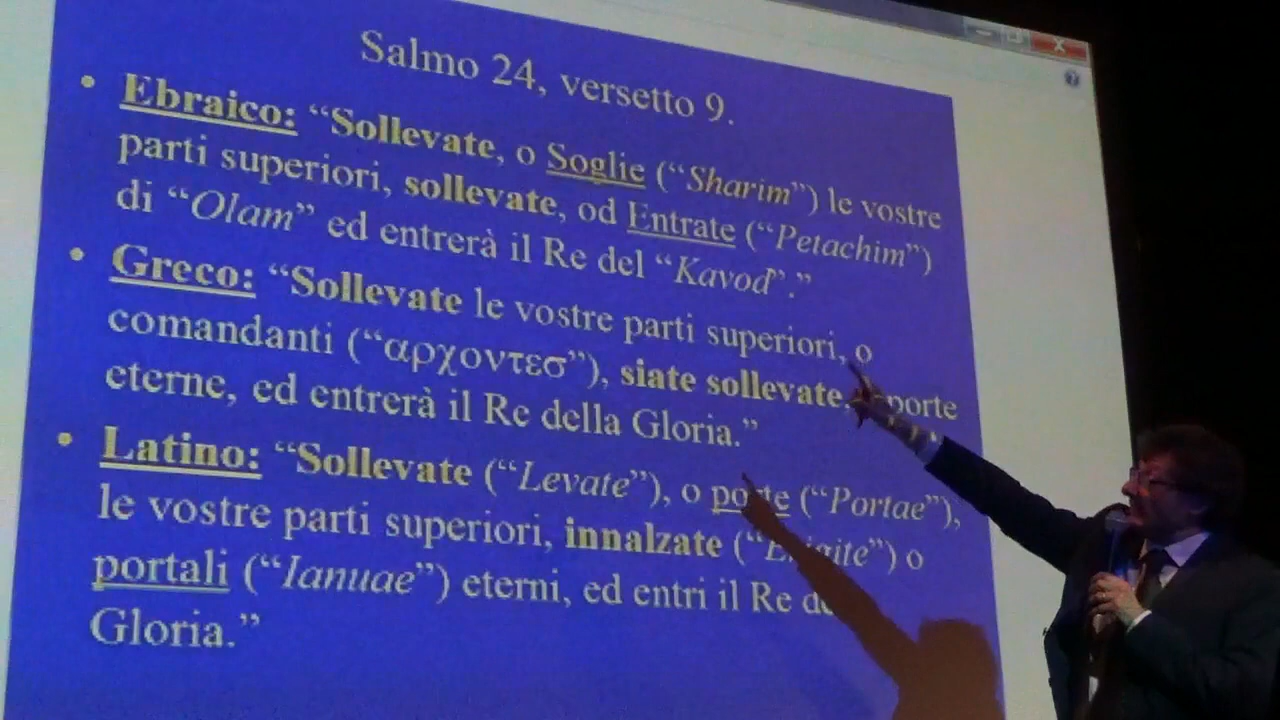 Salmo 24, versetto 9.
• Ebraico: “Sollevate, o Soglie (“Sharim”) le vostre
parti superiori, sollevate, od Entrate (“Petachim”)
di “Olam” ed entrerà il Re del “Kavod”.”
• Greco: “Sollevate le vostre parti superiori, o
comandanti (“αρχοντεσ”), siate sollevate, porte
eterne, ed entrerà il Re della Gloria.”
• Latino: “Sollevate (“Levate”), o porte (“Portae”),
le vostre parti superiori, innalzate o
portali (“Ianuae”) eterni, ed entri il Re
Gloria.”